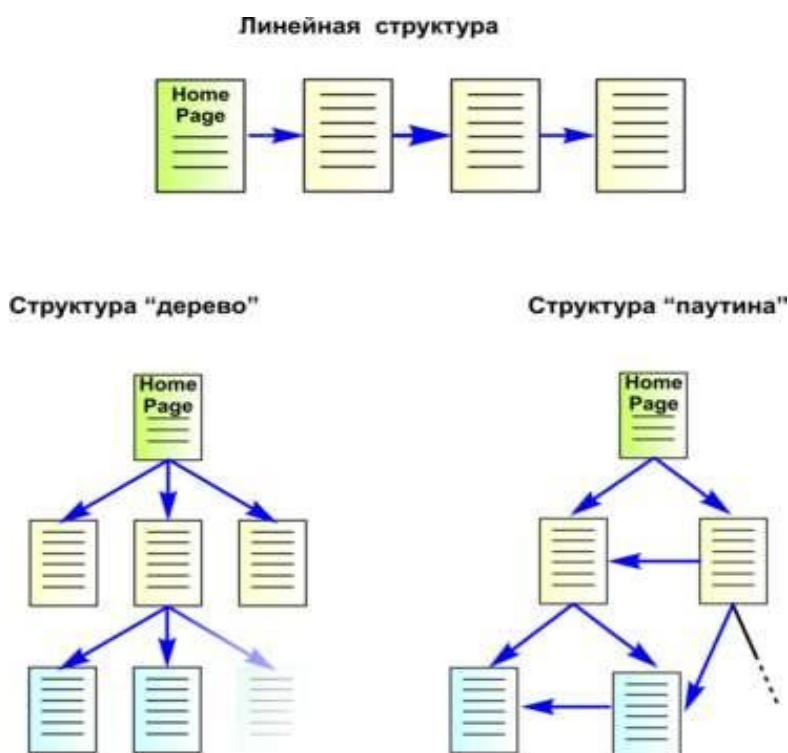 Линейная структура
Home
Page
Структура “дерево”
Структура “паутина”
Home
Page
Home
Page